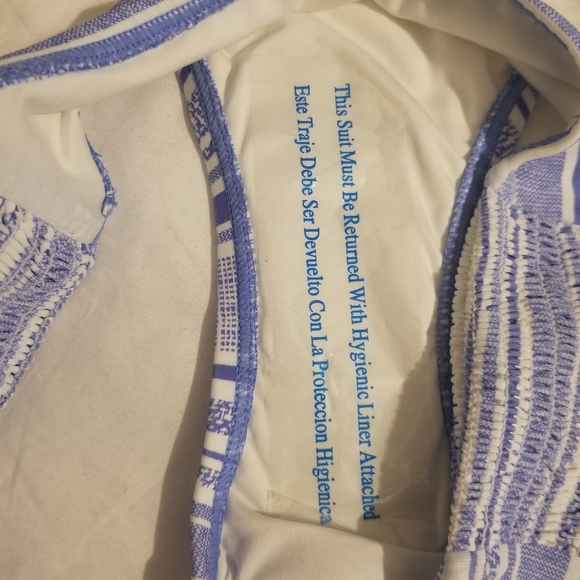 This Suit Must Be Returned With Hygienic Liner Attached
Este Traje Debe Ser Devuelto Con La Proteccion Higienica